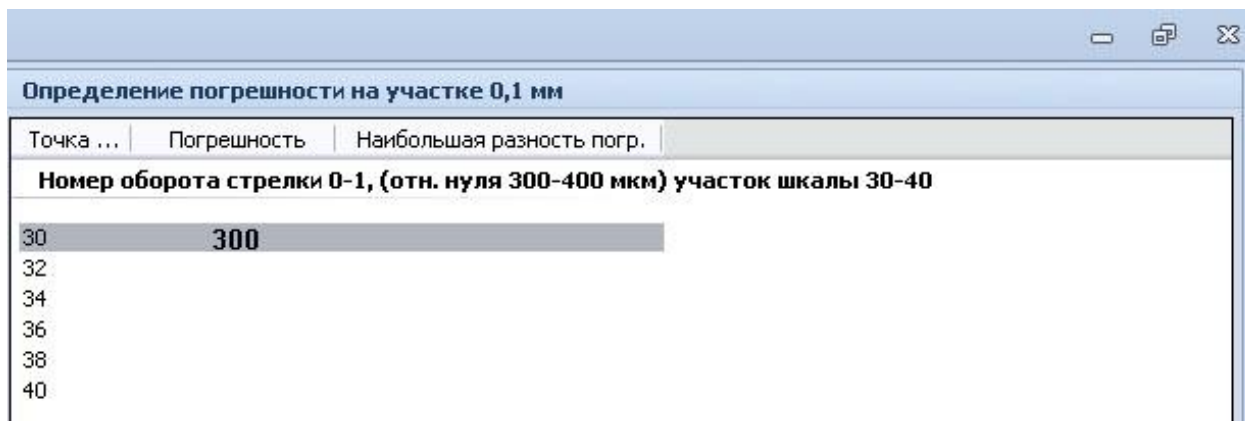 Определение погрешности на участке 0,1 мм
Точка ... Погрешность Наибольшая разность погр.
Номер оборота стрелки 0-1, (отн. нуля 300-400 мкм) участок шкалы 30-40
30 300
32
34
36
38
40